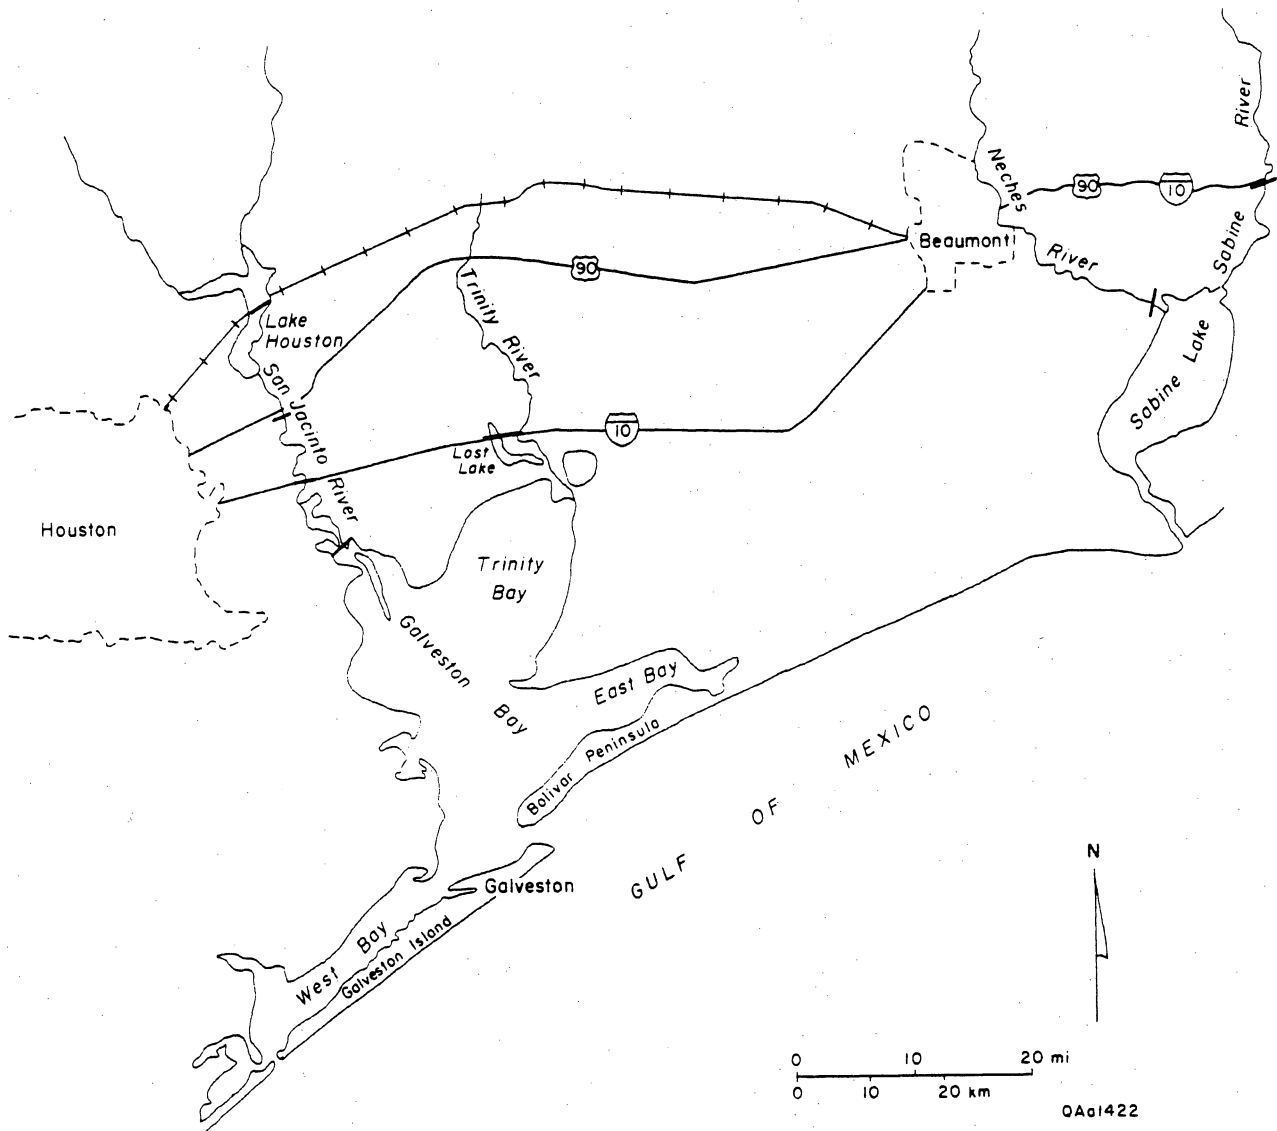 River
Neches
90
10
Sabine
Beaumont
River
90
Trinity River
Lake
Houston
Sabine Lake
San Jacinto River
10
Lost
Lake
Houston
Trinity
Bay
Galveston Bay
East Bay
Bolivar Peninsula
GULF OF MEXICO
N
Galveston
West Bay
Galveston Island
0 10 20 mi
0 10 20 km
QAa1422